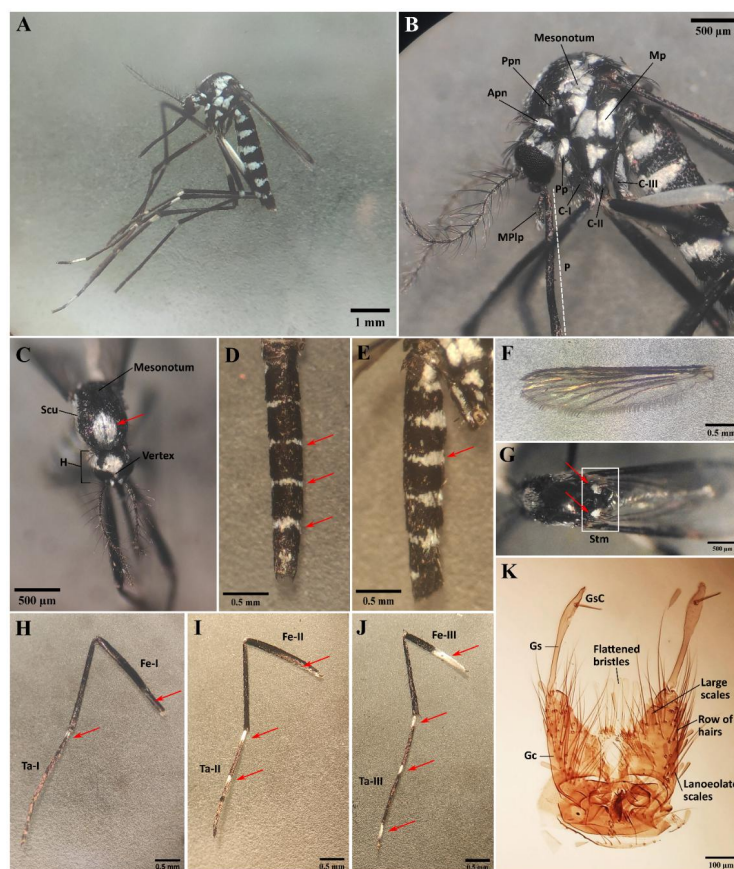 A
1 mm
B
500 µm
Mesonotum
Mp
Ppn
Apn
Pp
C-I
C-II
C-III
MPlp
P
C
Mesonotum
Scu
H
Vertex
500 µm
D
0.5 mm
E
0.5 mm
F
0.5 mm
G
Stm
500 µm
H
Fe-I
Ta-I
0.5 mm
I
Fe-II
Ta-II
0.5 mm
J
Fe-III
Ta-III
0.5 mm
K
GsC
Gs
Flattened
bristles
Large
scales
Row of
hairs
Gc
Lanoeolate
scales
100 µm